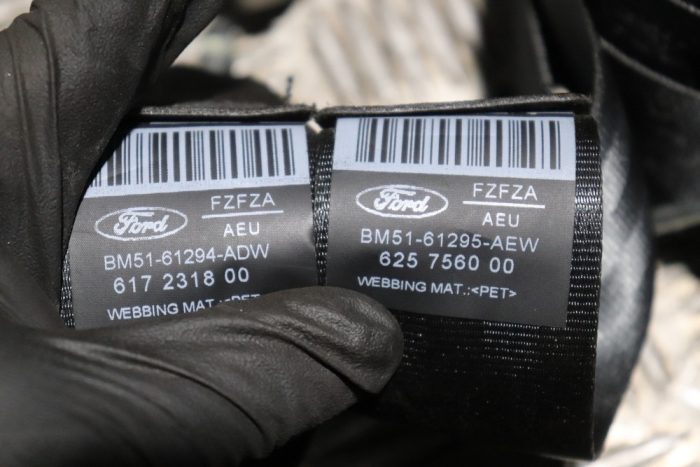 Ford
FZFZA
AEU
BM51-61294-ADW
617 2318 00
WEBBING MAT.:<PET>
Ford
FZFZA
AEU
BM51-61295-AEW
625 7560 00
WEBBING MAT.:<PET>